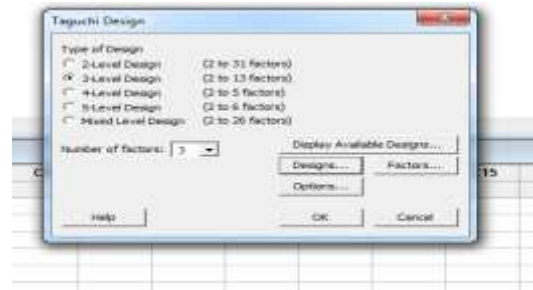 Taguchi Design
Type of Design
2-Level Design (2 to 31 factors)
3-Level Design (2 to 13 factors)
4-Level Design (2 to 5 factors)
5-Level Design (2 to 6 factors)
Mixed Level Design (2 to 26 factors)
Number of factors: 3
Display Available Designs...
Designs... Factors...
Options...
Help OK Cancel
C
15